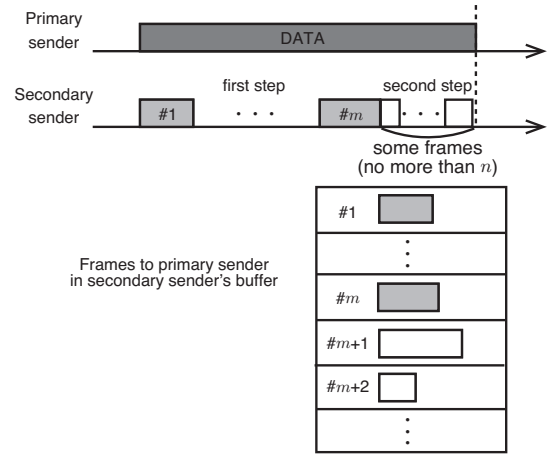 Primary
sender
DATA
Secondary
sender
first step
second step
#1
. . .
#m
. . .
some frames
(no more than n)
Frames to primary sender
in secondary sender's buffer
#1
#m
#m+1
#m+2